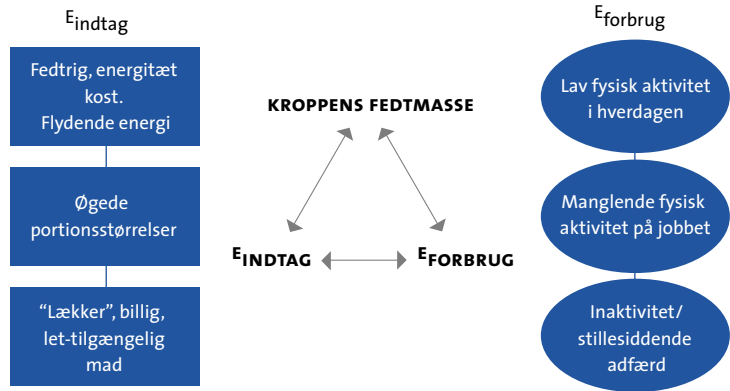 Eindtag
Fedtrig, energitæt
kost.
Flydende energi
Øgede
portionsstørrelser
“Lækker”, billig,
let-tilgængelig
mad
KROPPENS FEDTMASSE
EINDTAG
EFORBRUG
Eforbrug
Lav fysisk aktivitet
i hverdagen
Manglende fysisk
aktivitet på jobbet
Inaktivitet/
stillesiddende
adfærd